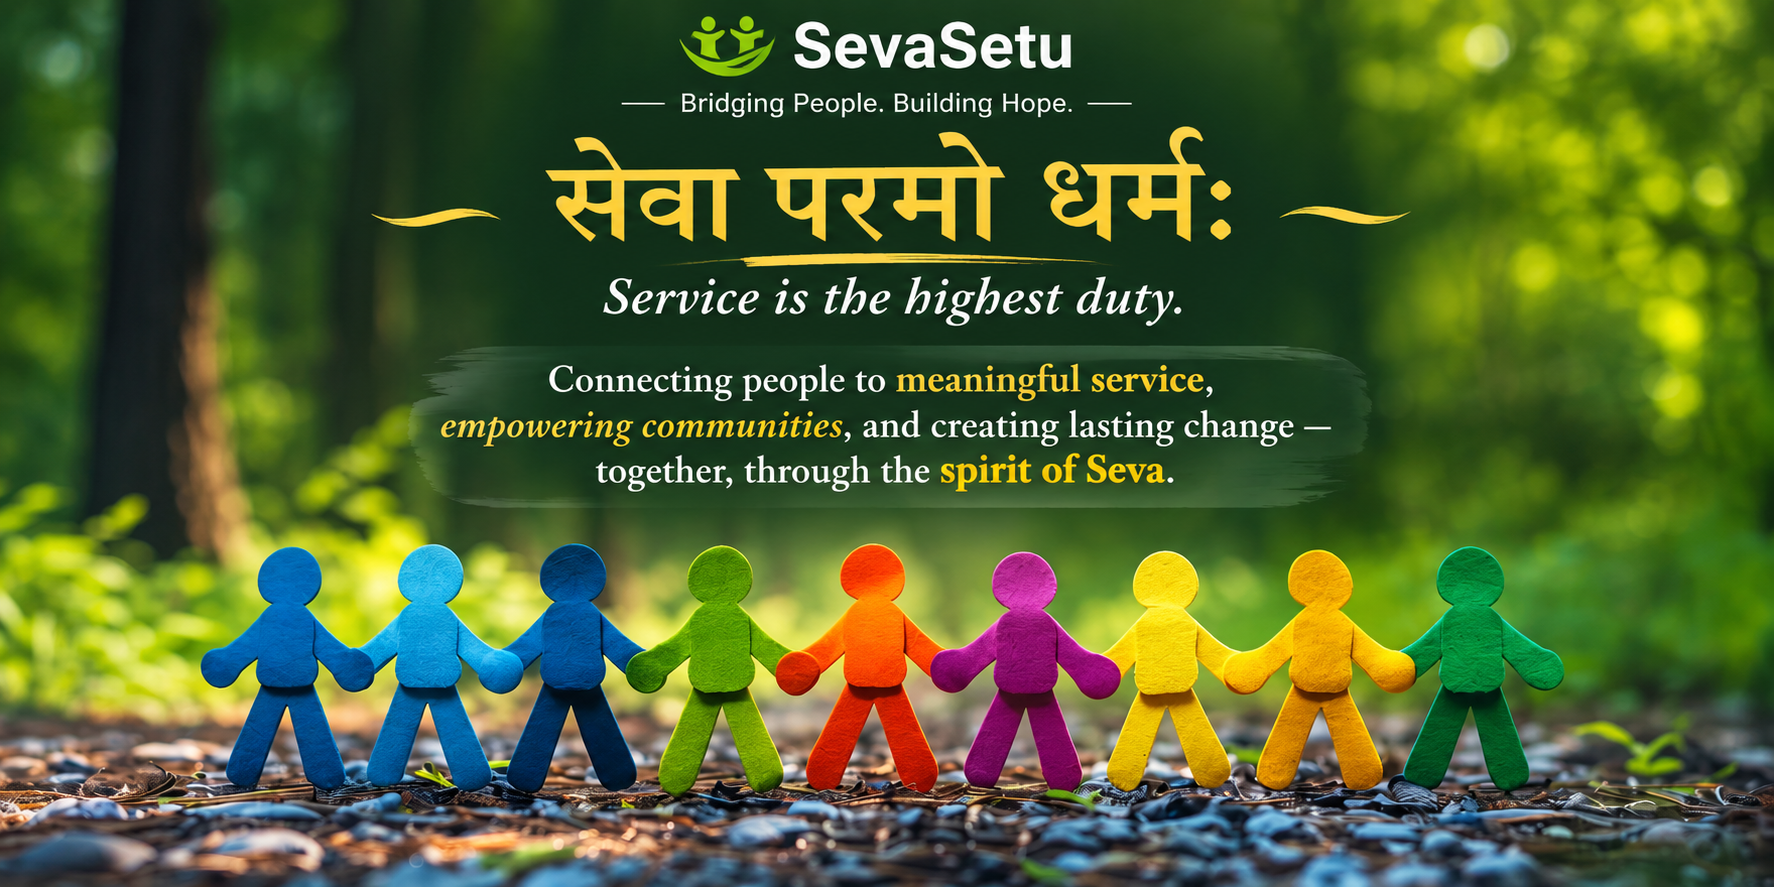 SevaSetu
Bridging People. Building Hope.
सेवा परमो धर्म:
Service is the highest duty.
Connecting people to meaningful service,
empowering communities, and creating lasting change —
together, through the spirit of Seva.